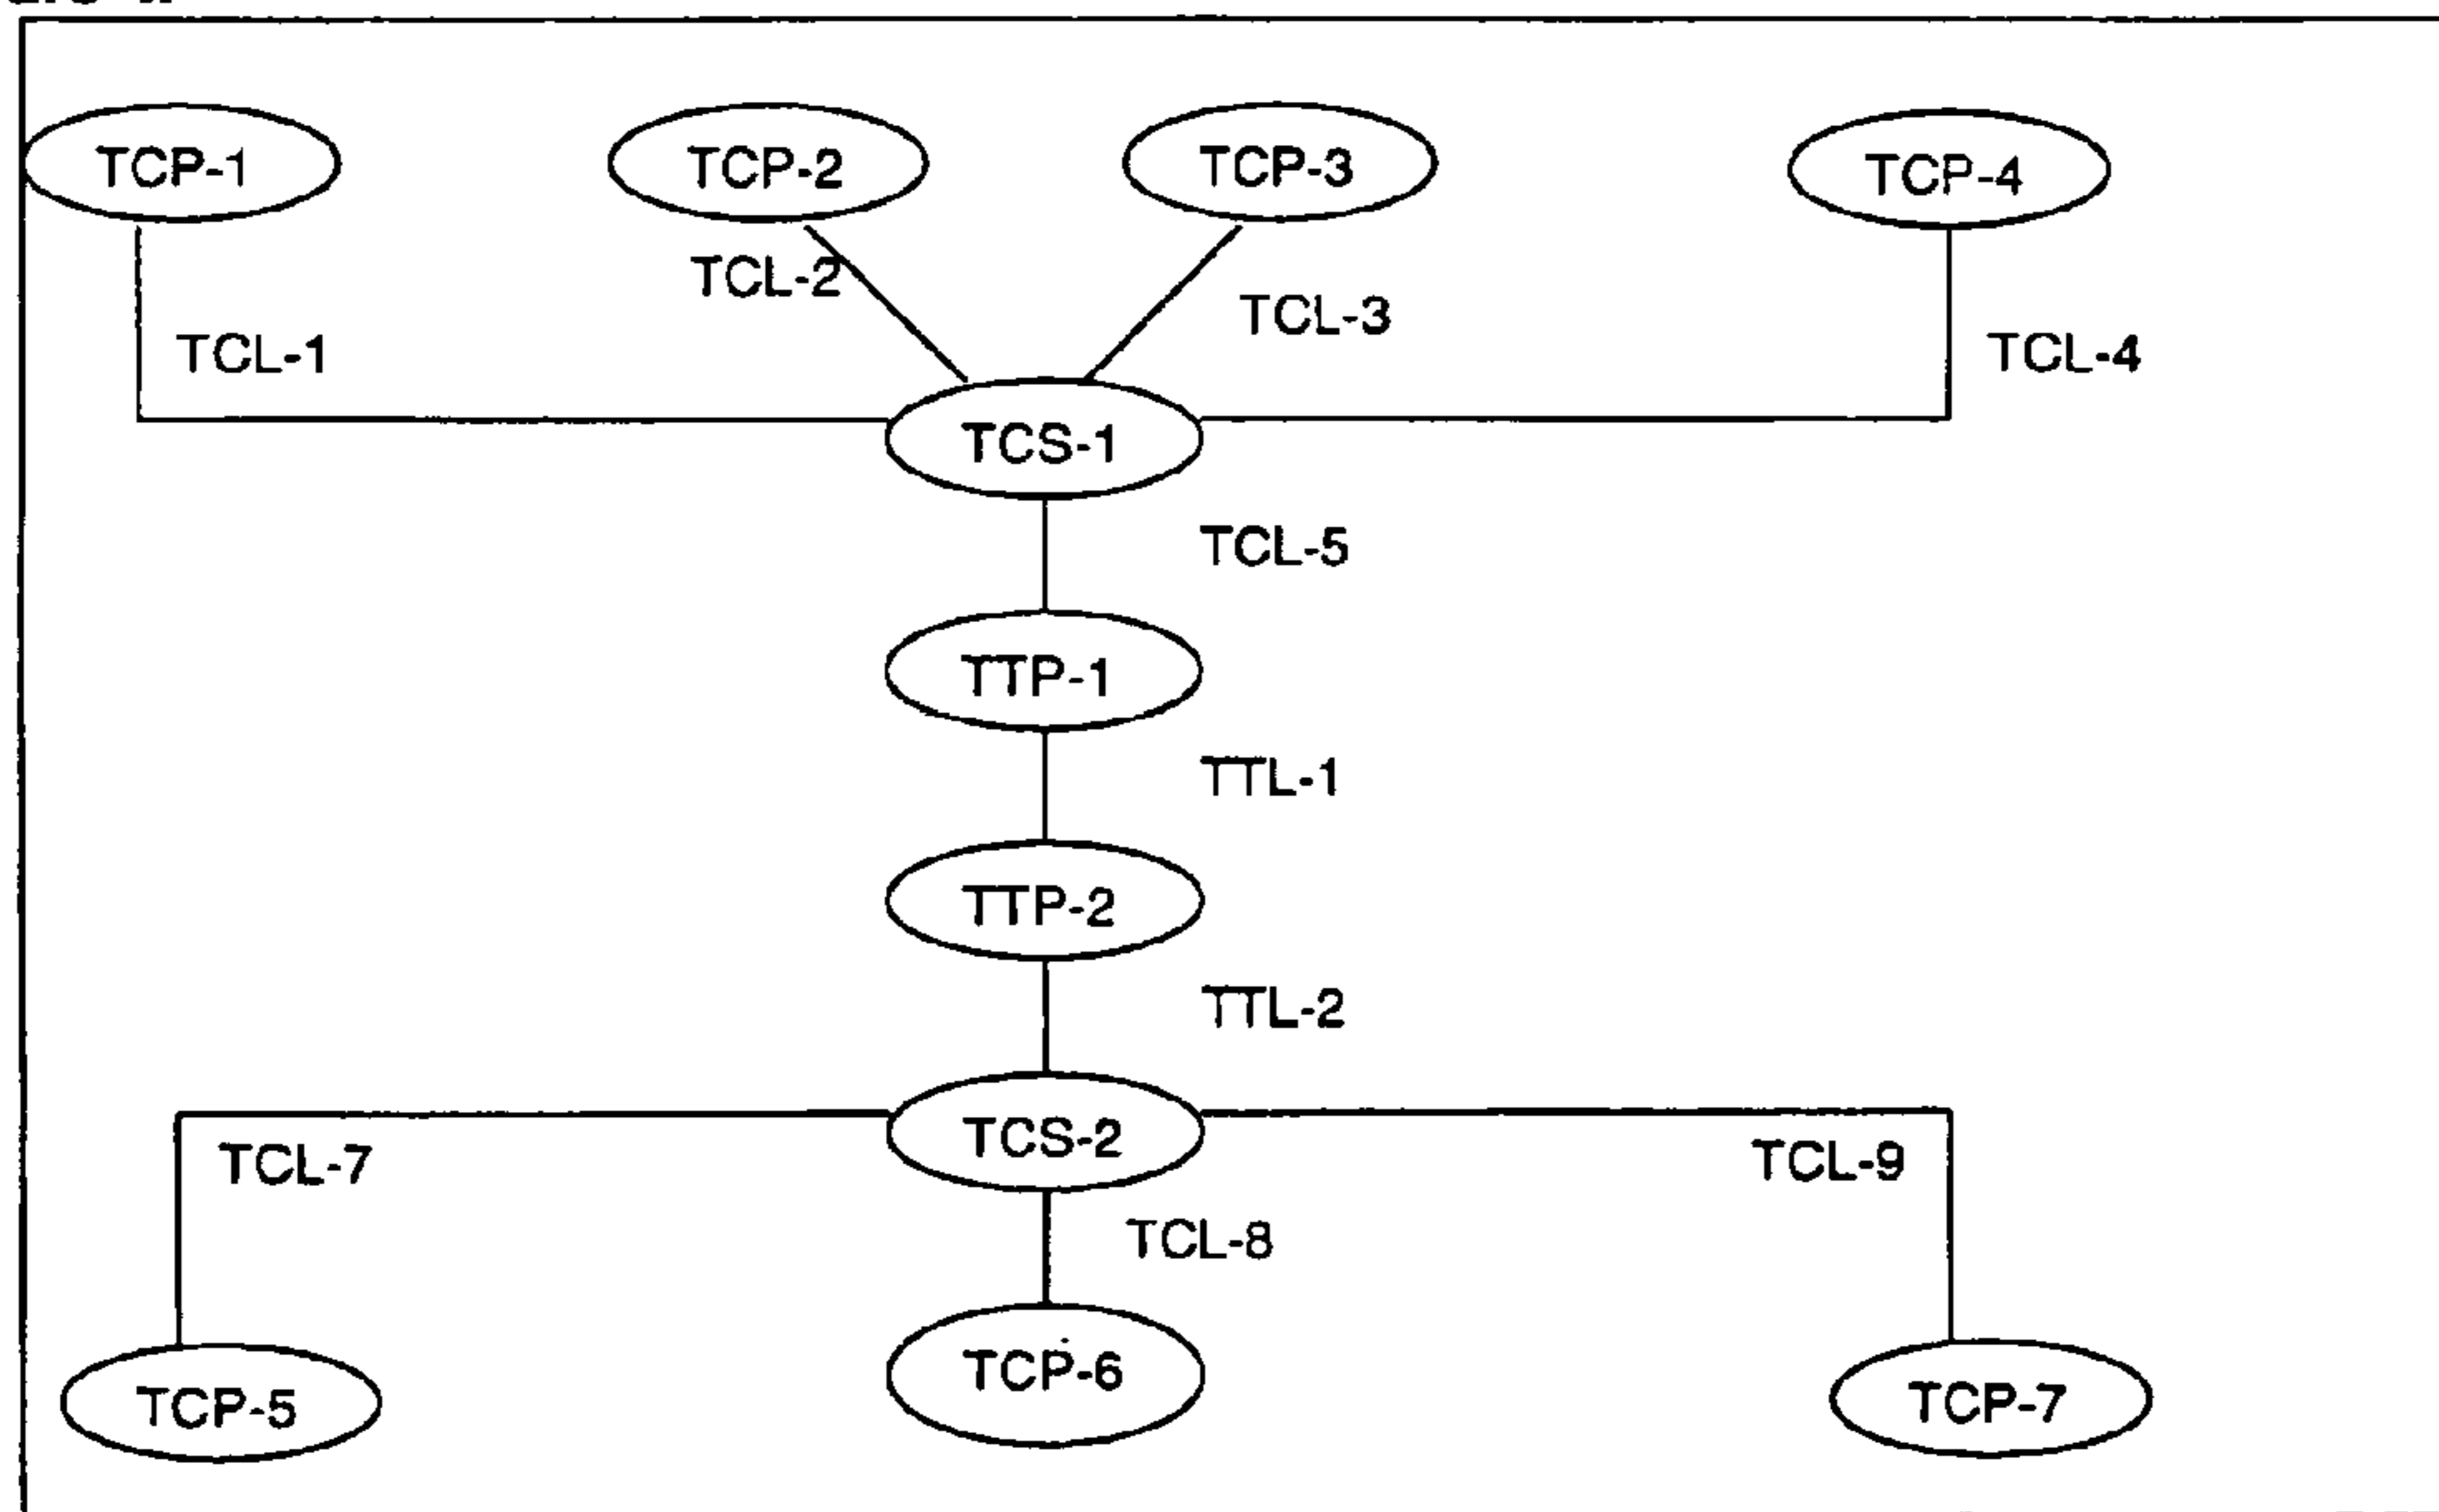 TCP-1
TCP-2
TCP-3
TCP-4
TCL-2
TCL-3
TCL-1
TCL-4
TCS-1
TCL-5
TTP-1
TTL-1
TTP-2
TTL-2
TCS-2
TCL-7
TCL-9
TCL-8
TCP-5
TCP-6
TCP-7